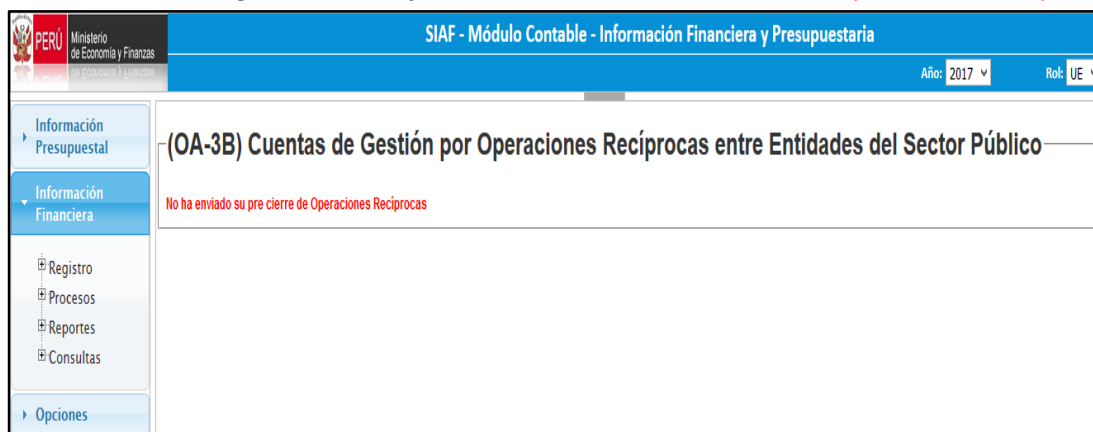 PERÚ
Ministerio
de Economía y Finanzas
SIAF - Módulo Contable - Información Financiera y Presupuestaria
Año: 2017
Rol: UE
Información
Presupuestal
Información
Financiera
Registro
Procesos
Reportes
Consultas
Opciones
(OA-3B) Cuentas de Gestión por Operaciones Recíprocas entre Entidades del Sector Público
No ha enviado su pre cierre de Operaciones Reciprocas